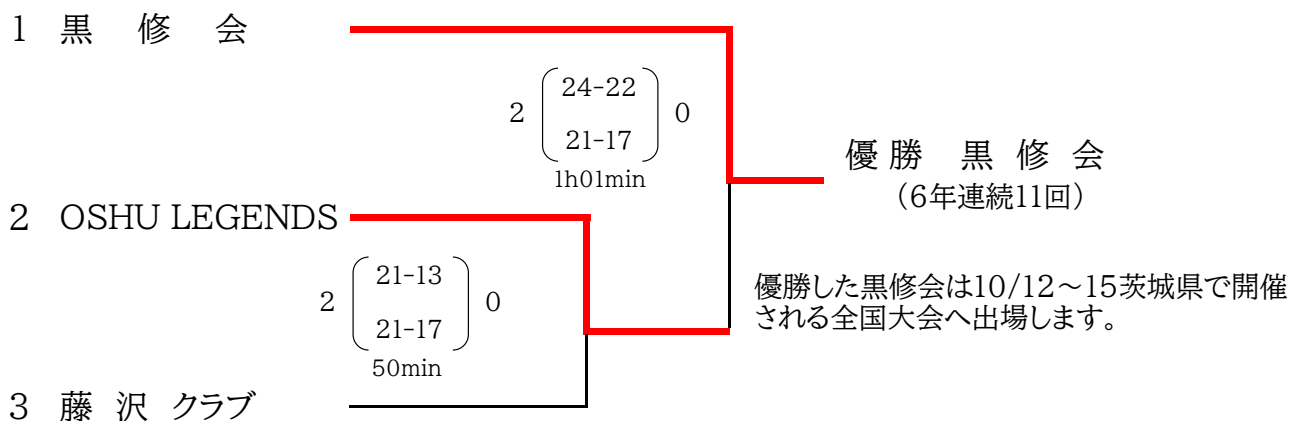 1 黒 修 会
24-22
2 0
21-17
1h01min
優勝 黒修会
（6年連続11回）
2 OSHU LEGENDS
21-13
2 0
21-17
50min
優勝した黒修会は10/12～15茨城県で開催
される全国大会へ出場します。
3 藤 沢 クラブ